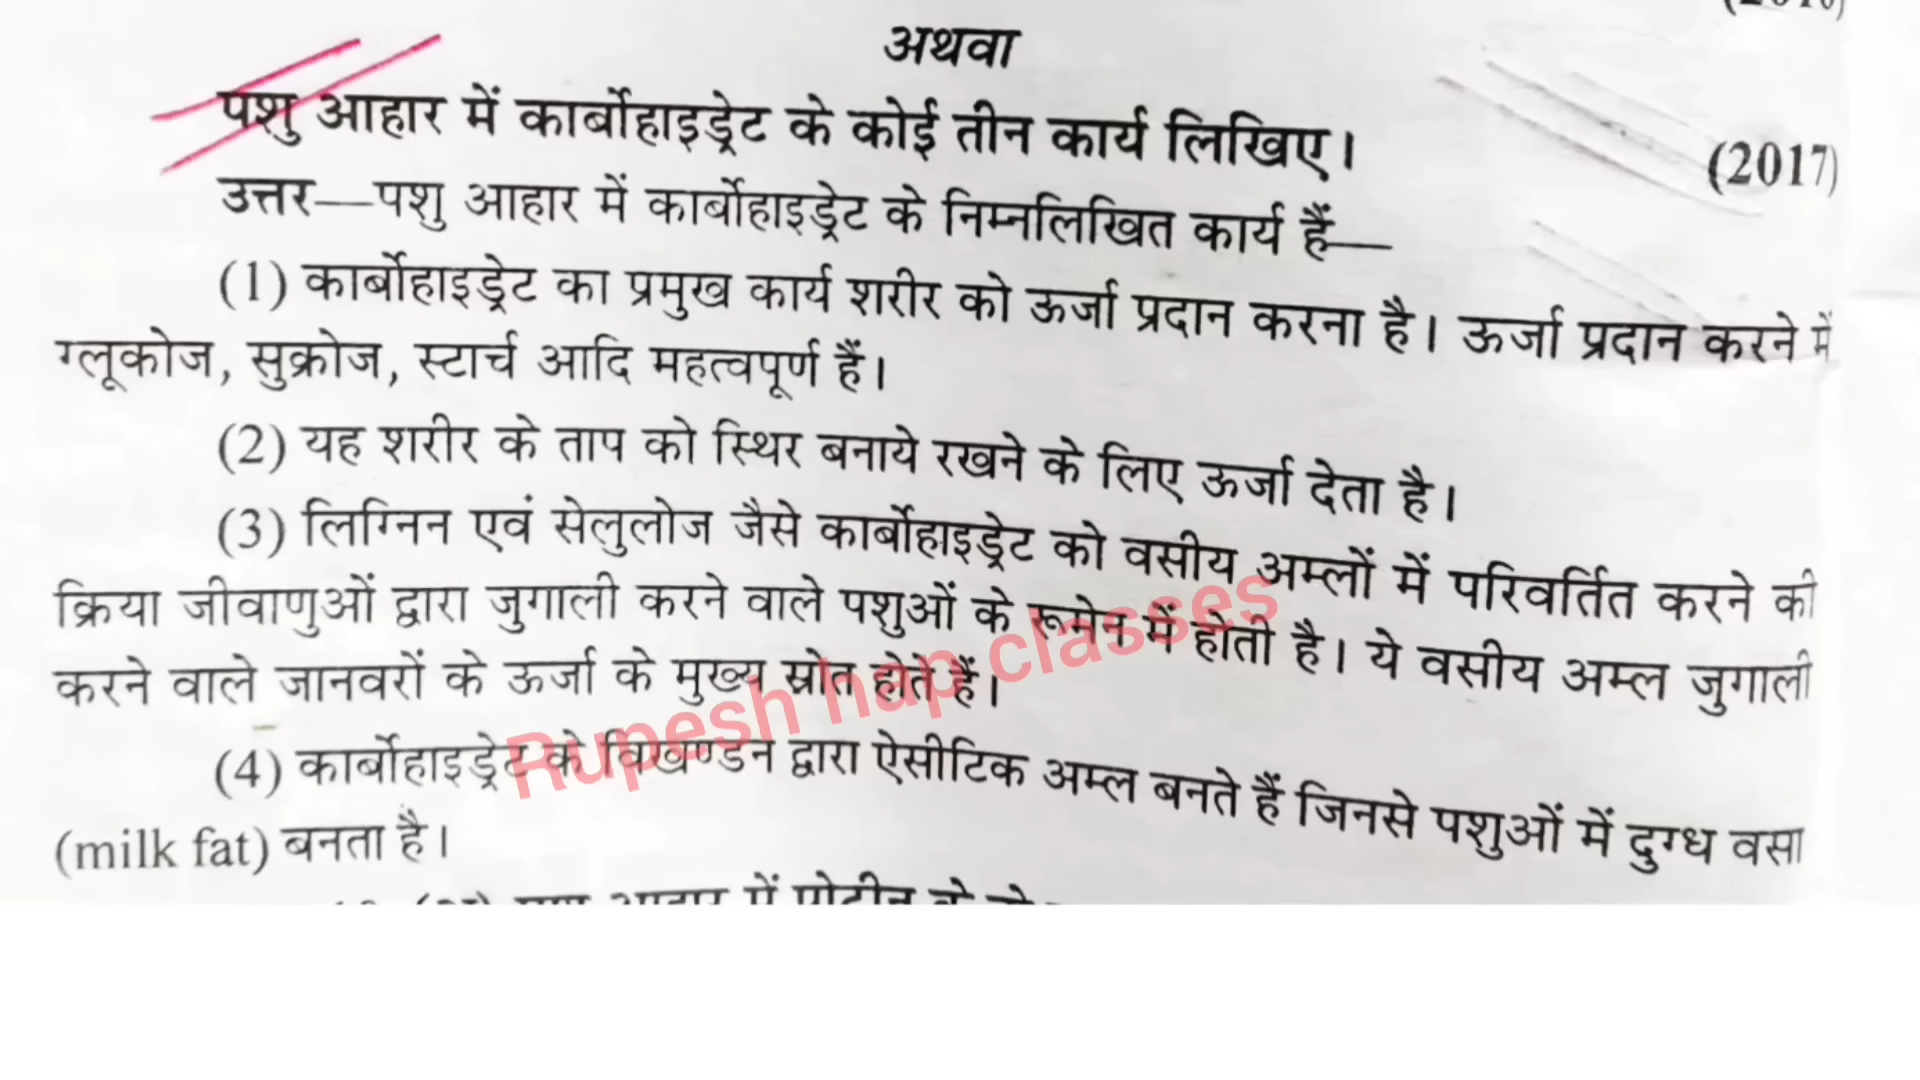 अथवा
पशु आहार में कार्बोहाइड्रेट के कोई तीन कार्य लिखिए।
(2017)
उत्तर—पशु आहार में कार्बोहाइड्रेट के निम्नलिखित कार्य हैं—
(1) कार्बोहाइड्रेट का प्रमुख कार्य शरीर को ऊर्जा प्रदान करना है। ऊर्जा प्रदान करने में
ग्लूकोज, सुक्रोज, स्टार्च आदि महत्वपूर्ण हैं।
(2) यह शरीर के ताप को स्थिर बनाये रखने के लिए ऊर्जा देता है।
(3) लिग्निन एवं सेलुलोज जैसे कार्बोहाइड्रेट को वसीय अम्लों में परिवर्तित करने की
क्रिया जीवाणुओं द्वारा जुगाली करने वाले पशुओं के रूमेन में होती है। ये वसीय अम्ल जुगाली
करने वाले जानवरों के ऊर्जा के मुख्य स्रोत होते हैं।
(4) कार्बोहाइड्रेट के विखण्डन द्वारा ऐसीटिक अम्ल बनते हैं जिनसे पशुओं में दुग्ध वसा
(milk fat) बनता है।
Rupesh hap classes